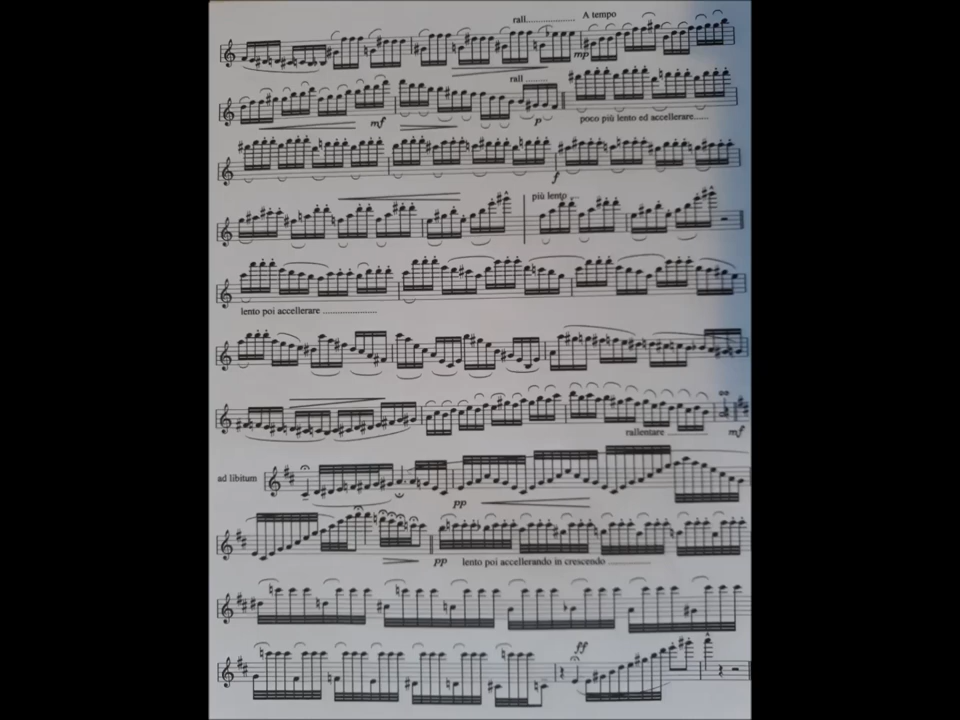 rall.................... A tempo
mp
rall .........
mf p poco più lento ed accellerare......
f
più lento ....
lento poi accellerare .....................
rallentare ............... mf
ad libitum
pp
pp lento poi accellerando in crescendo ................
ff